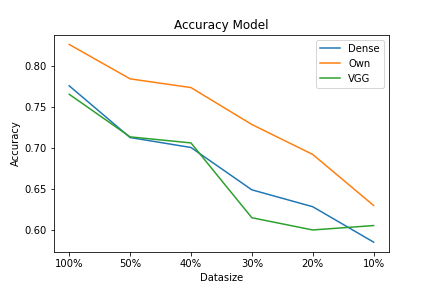 Accuracy Model
Dense
Own
VGG
Accuracy
0.80
0.75
0.70
0.65
0.60
100% 50% 40% 30% 20% 10%
Datasize